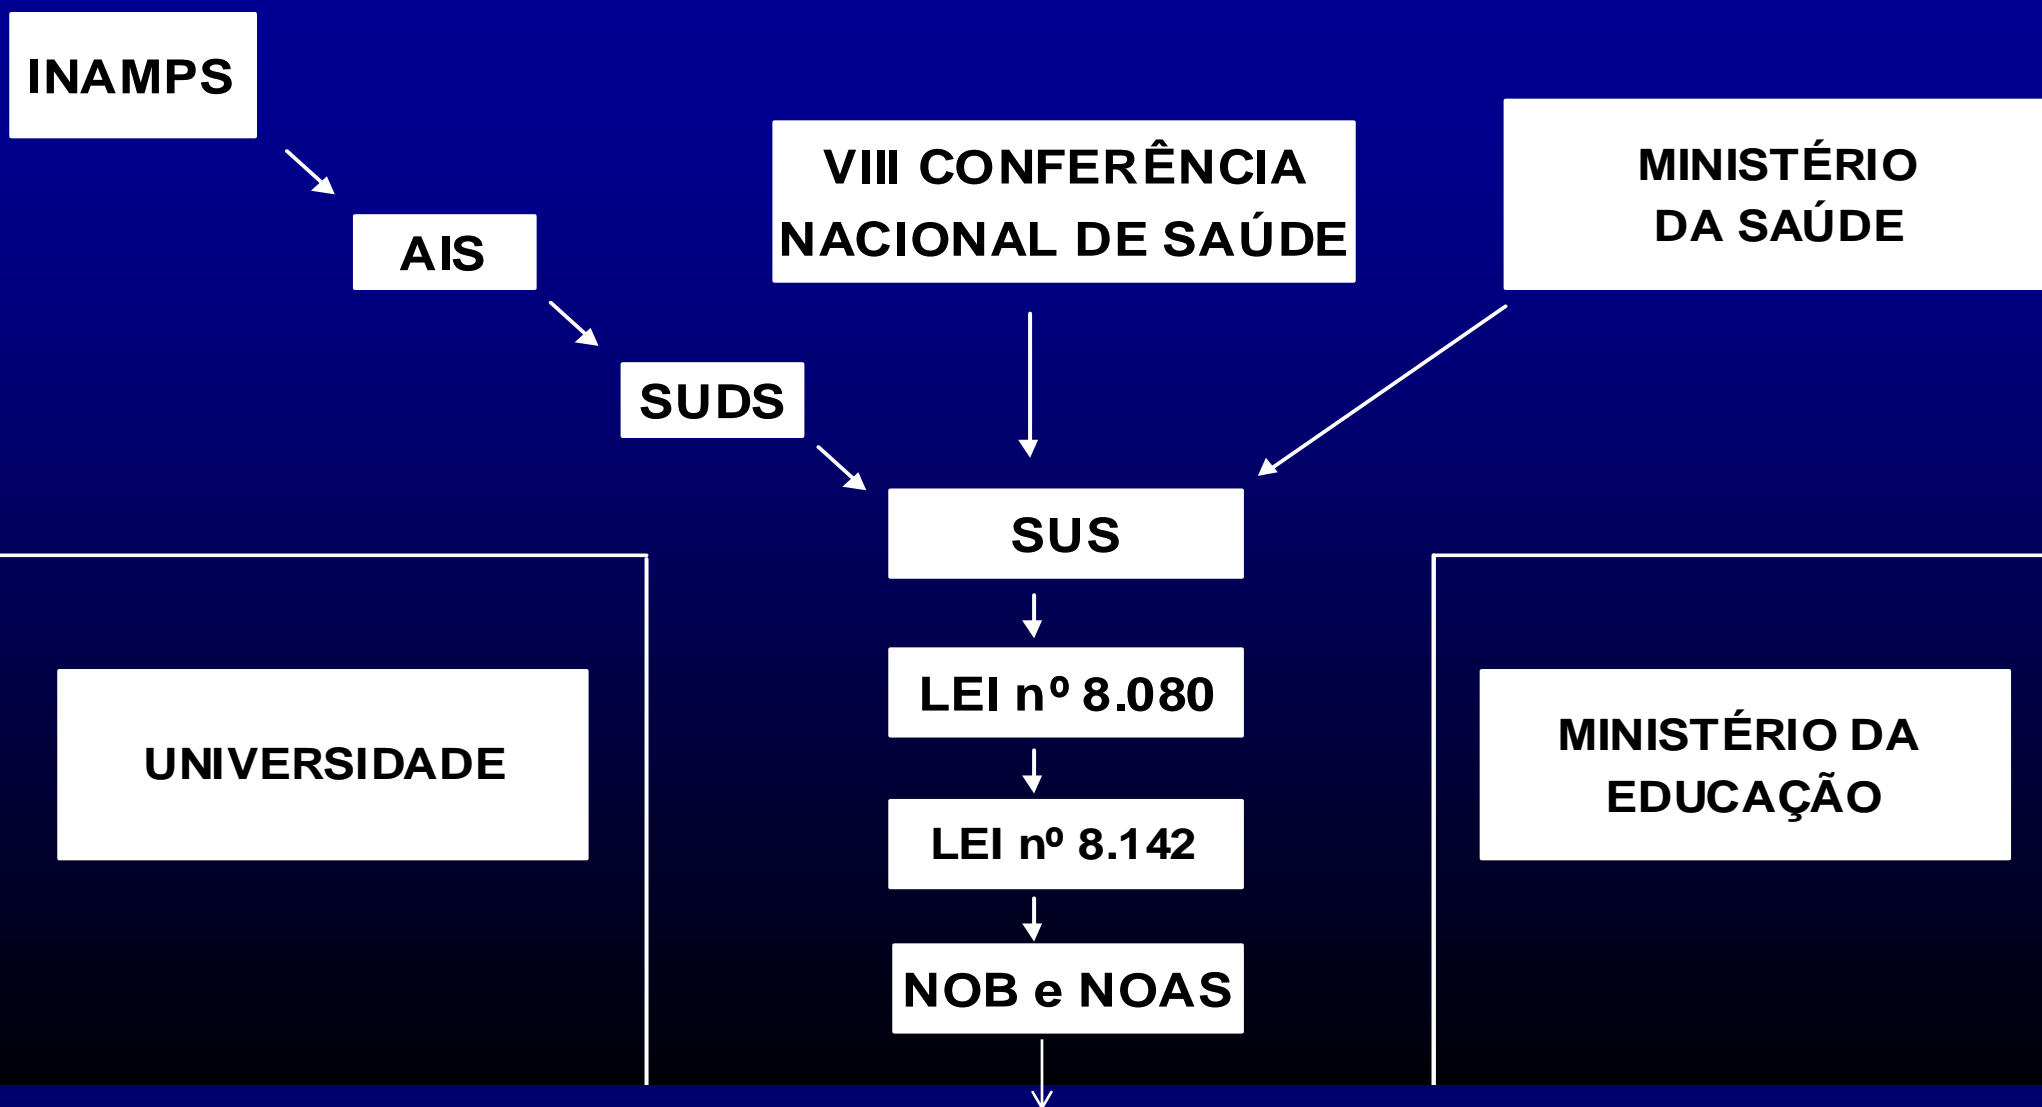 INAMPS
VIII CONFERÊNCIA
NACIONAL DE SAÚDE
MINISTÉRIO
DA SAÚDE
AIS
SUDS
SUS
LEI nº 8.080
UNIVERSIDADE
MINISTÉRIO DA
EDUCAÇÃO
LEI nº 8.142
NOB e NOAS